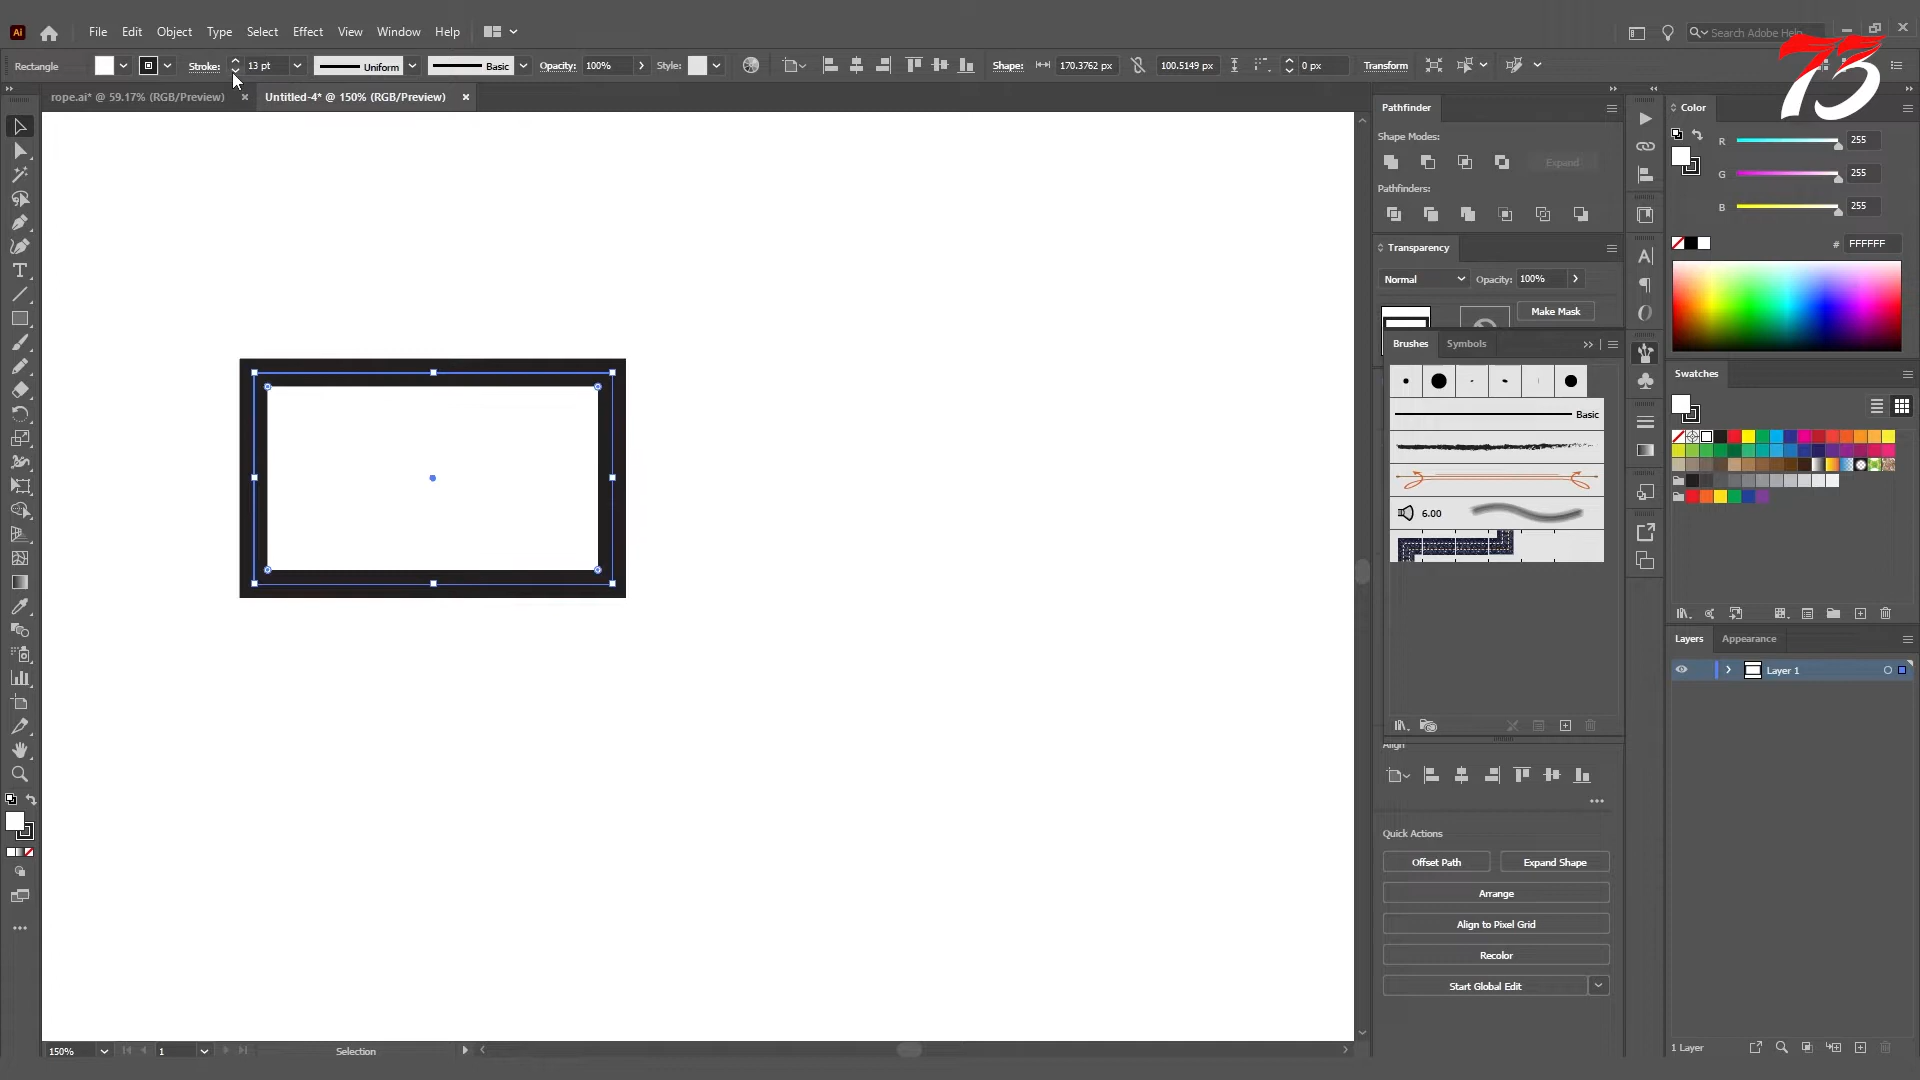 Ai File Edit Object Type Select Effect View Window Help Search Adobe Help
Rectangle Stroke: 13 pt Uniform Basic Opacity: 100% Style: Shape: 170.3762 px 100.5149 px 0 px Transform
rope.ai* @ 59.17% (RGB/Preview) Untitled-4* @ 150% (RGB/Preview)
Pathfinder
Shape Modes:
Expand
Pathfinders:
Transparency
Normal Opacity: 100%
Make Mask
Brushes Symbols
Basic
6.00
Align
Quick Actions
Offset Path Expand Shape
Arrange
Align to Pixel Grid
Recolor
Start Global Edit
Color
R 255
G 255
B 255
# FFFFFF
Swatches
Layers Appearance
Layer 1
1 Layer
150% 1 Selection